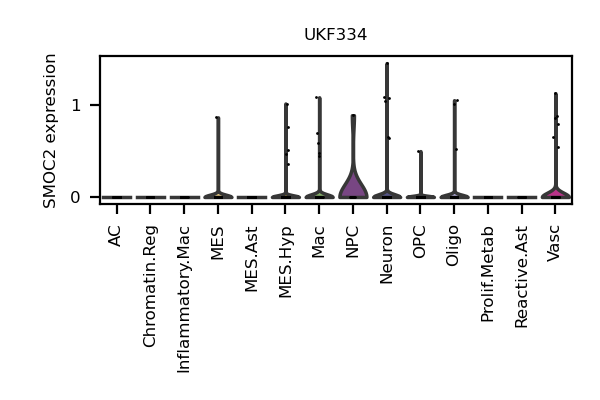 UKF334
SMOC2 expression
1
0
AC
Chromatin.Reg
Inflammatory.Mac
MES
MES.Ast
MES.Hyp
Mac
NPC
Neuron
OPC
Oligo
Prolif.Metab
Reactive.Ast
Vasc